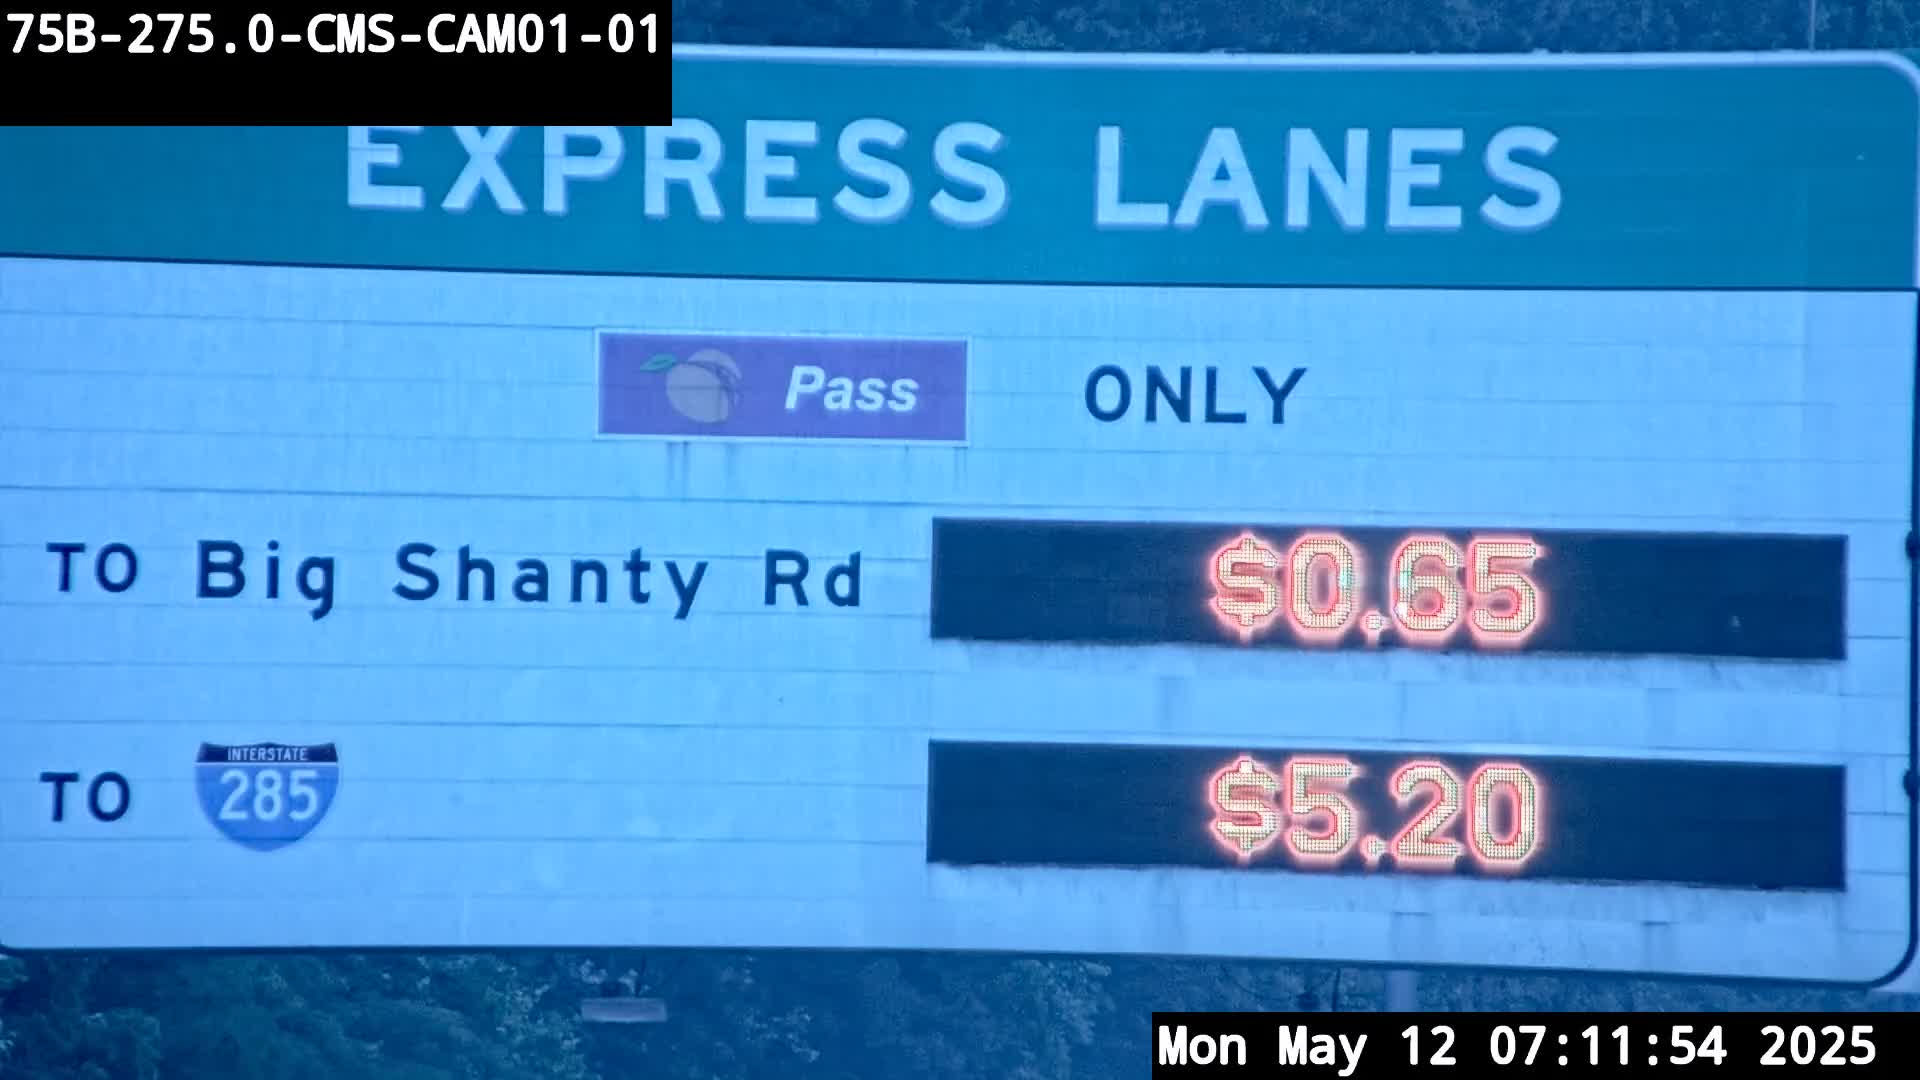 75B-275.0-CMS-CAM01-01
EXPRESS LANES
Pass ONLY
TO Big Shanty Rd $0.65
INTERSTATE
TO 285 $5.20
Mon May 12 07:11:54 2025